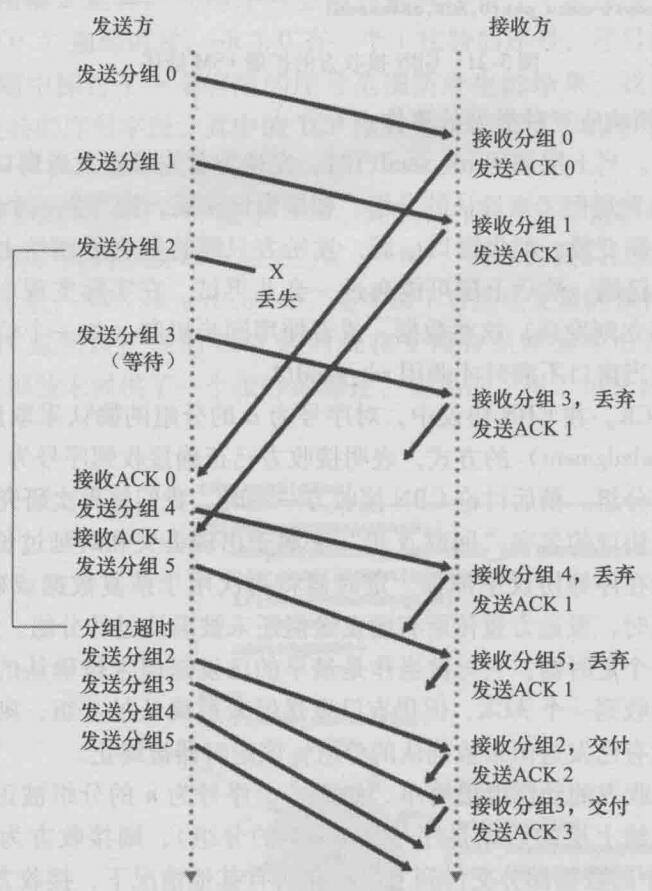 发送方
接收方
发送分组 0
接收分组 0
发送ACK 0
发送分组 1
接收分组 1
发送ACK 1
发送分组 2
X
丢失
发送分组 3
（等待）
接收分组 3，丢弃
发送ACK 1
接收ACK 0
发送分组 4
接收ACK 1
发送分组 5
接收分组 4，丢弃
发送ACK 1
分组2超时
发送分组2
发送分组3
发送分组4
发送分组5
接收分组5，丢弃
发送ACK 1
接收分组2，交付
发送ACK 2
接收分组3，交付
发送ACK 3